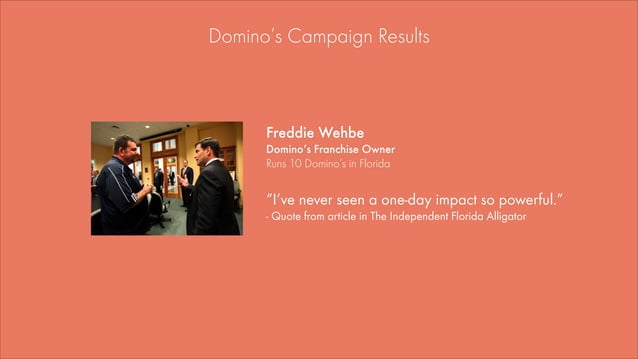 Domino’s Campaign Results
Freddie Wehbe
Domino’s Franchise Owner
Runs 10 Domino’s in Florida
“I’ve never seen a one-day impact so powerful.”
- Quote from article in The Independent Florida Alligator